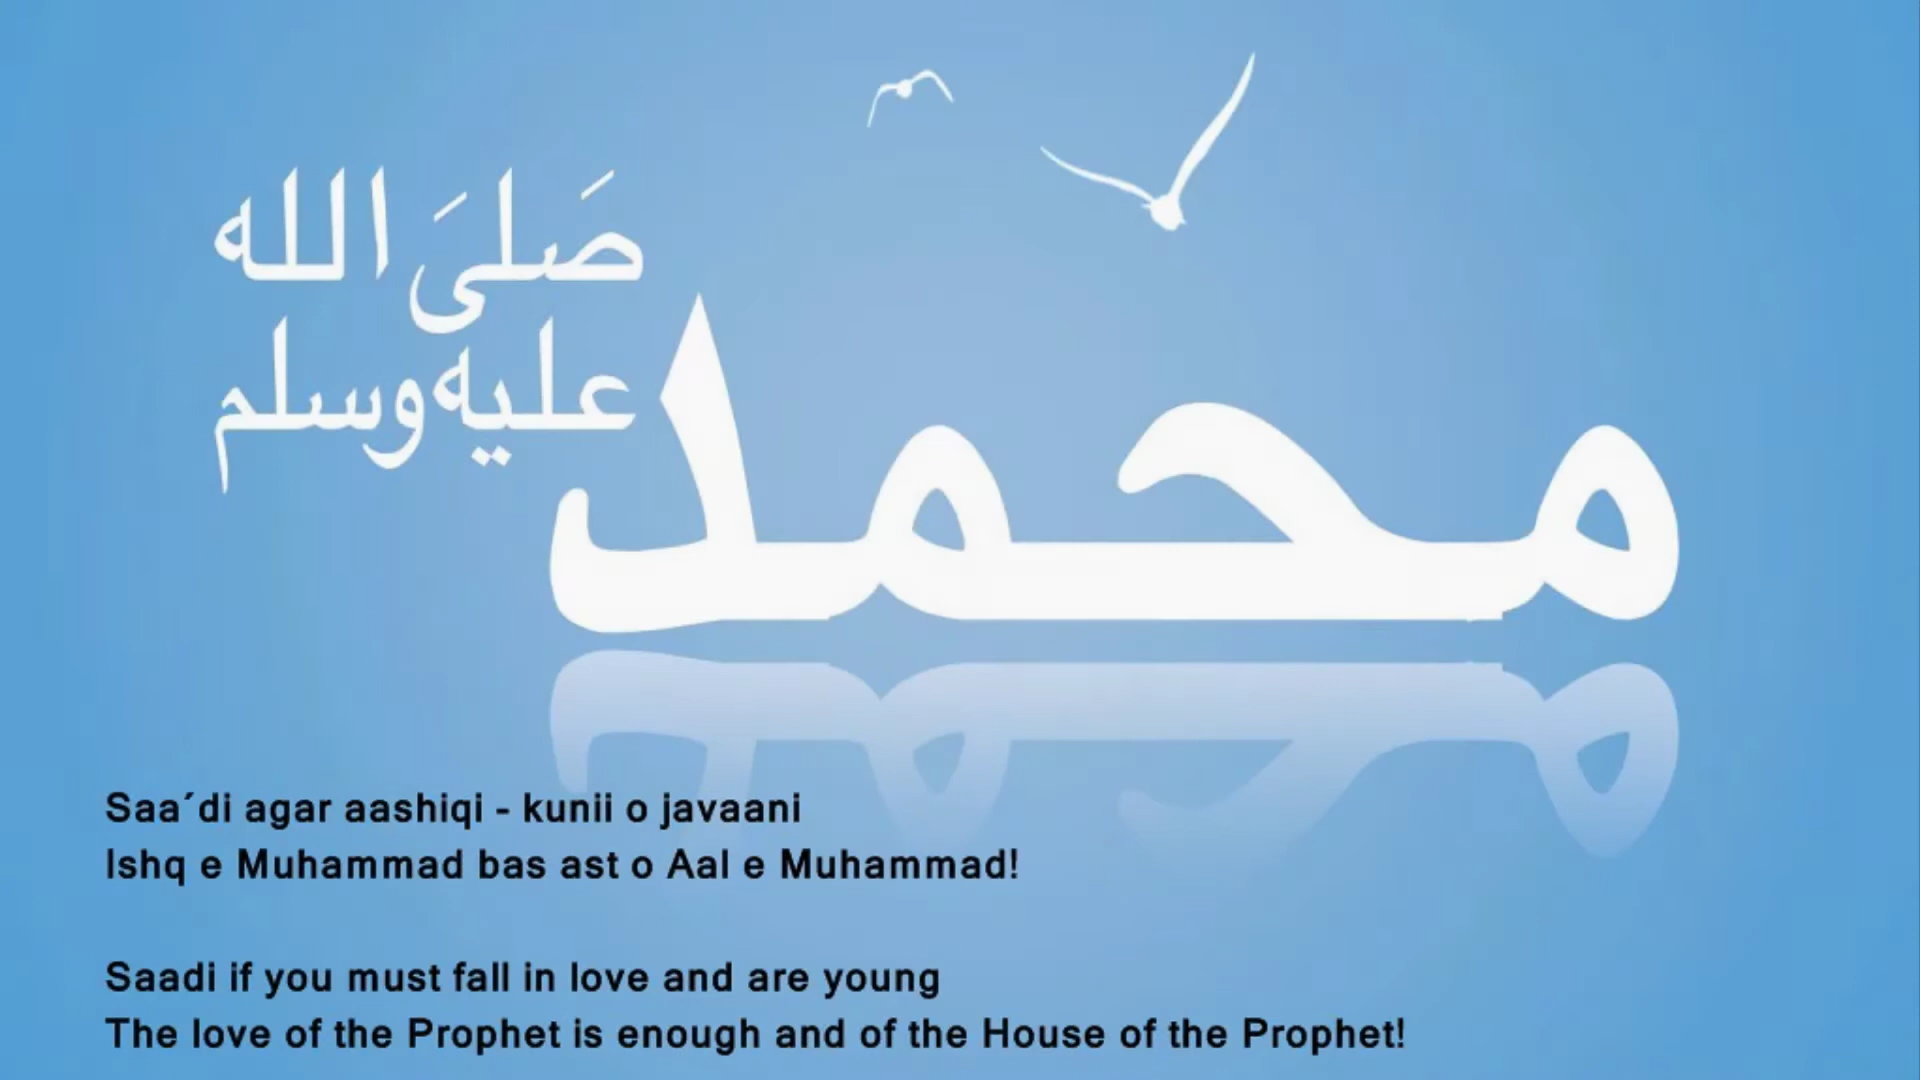 صَلىَ الله
عليه وسلم
محمد
Saa´di agar aashiqi - kunii o javaani
Ishq e Muhammad bas ast o Aal e Muhammad!
Saadi if you must fall in love and are young
The love of the Prophet is enough and of the House of the Prophet!